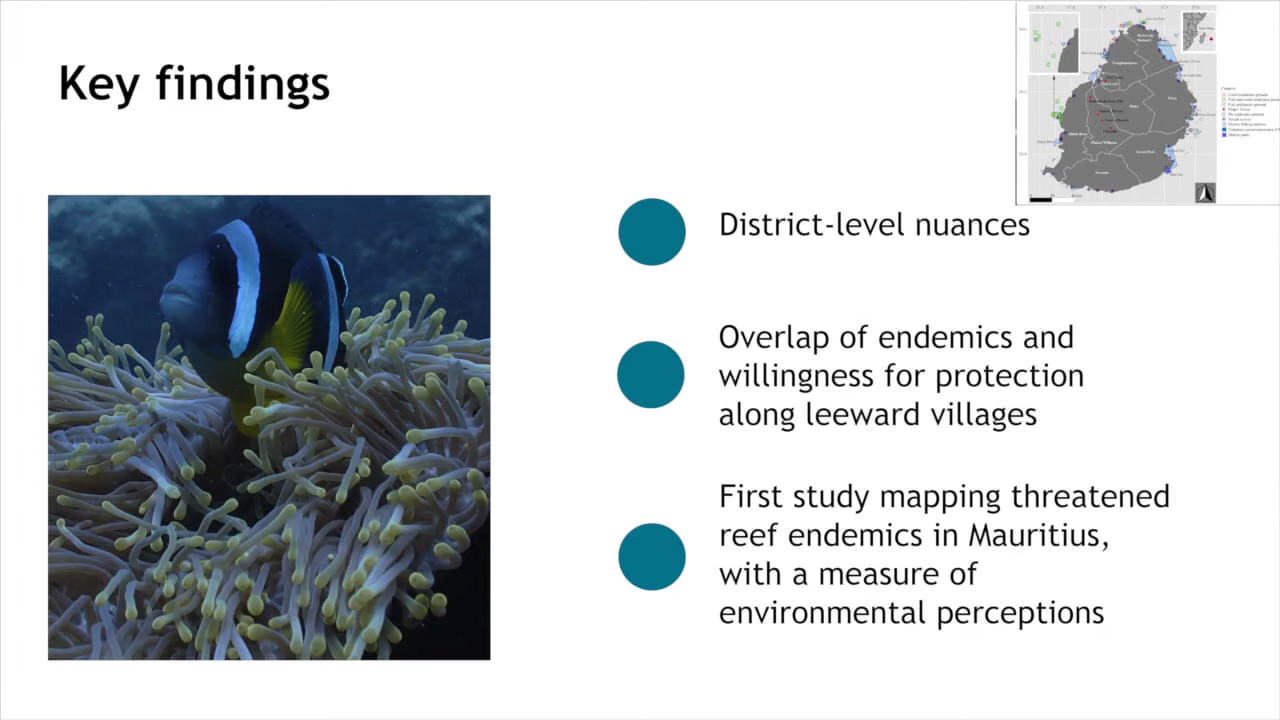 Key findings
District-level nuances
Overlap of endemics and
willingness for protection
along leeward villages
First study mapping threatened
reef endemics in Mauritius,
with a measure of
environmental perceptions